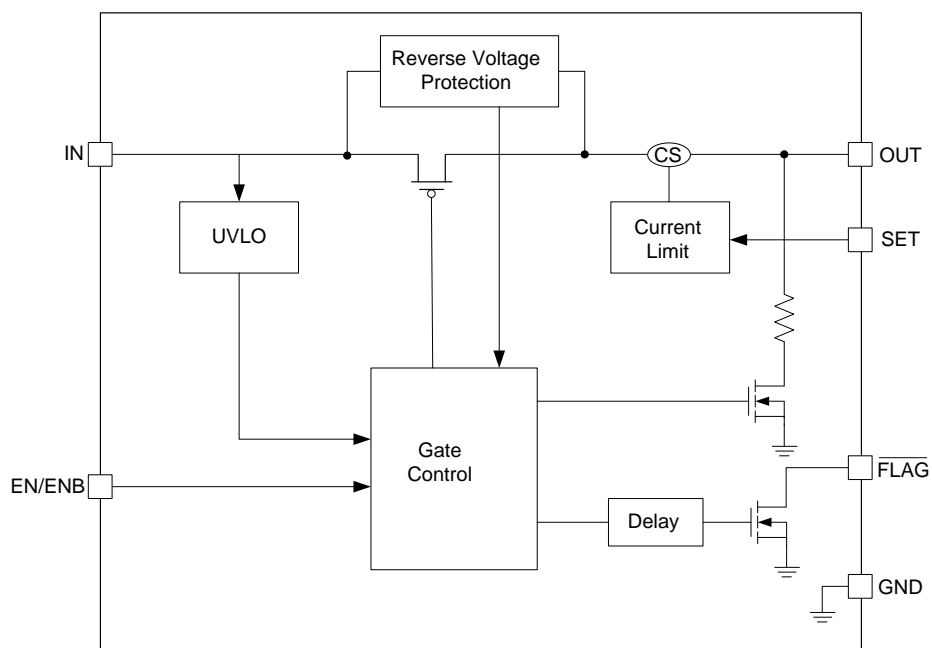 Reverse Voltage
Protection
IN
CS
OUT
UVLO
Current
Limit
SET
Gate
Control
EN/ENB
FLAG
Delay
GND